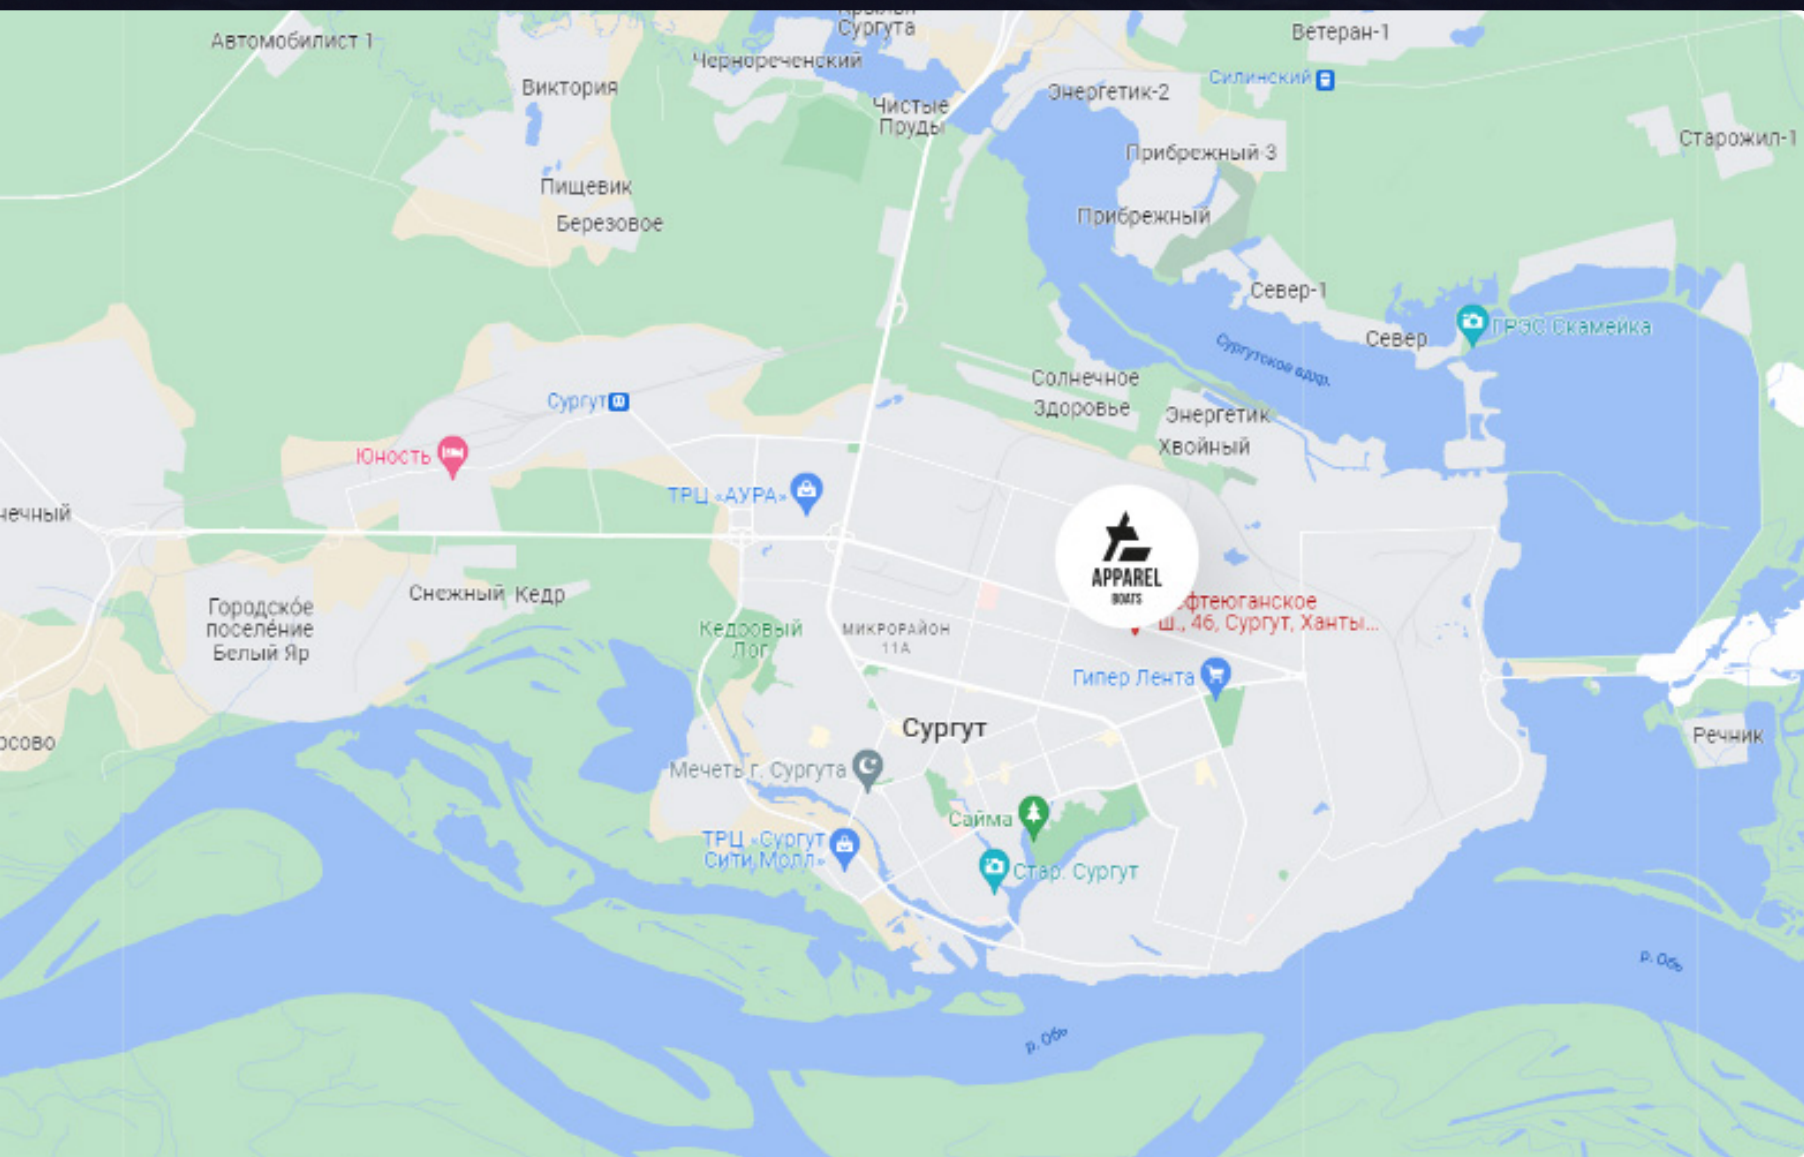 Сургута
Автомобилист 1
Ветеран-1
Чернореченский
Силинский
Виктория
Энергетик-2
Чистые
Пруды
Старожил-1
Прибрежный-3
Пищевик
Прибрежный
Березовое
Север-1
ГРЭС Скамейка
Север
Сургутское вдхр.
Солнечное
Здоровье
Сургут
Энергетик
Хвойный
Юность
ТРЦ «АУРА»
APPAREL
BOATS
Снежный Кедр
Городское
поселение
Белый Яр
ш., 46, Сургут, Ханты...
Кедровый
Лог
МИКРОРАЙОН
11А
Гипер Лента
Сургут
Речник
Мечеть г. Сургута
Сайма
ТРЦ «Сургут
Сити Молл»
Стар. Сургут
р. Обь
р. Обь